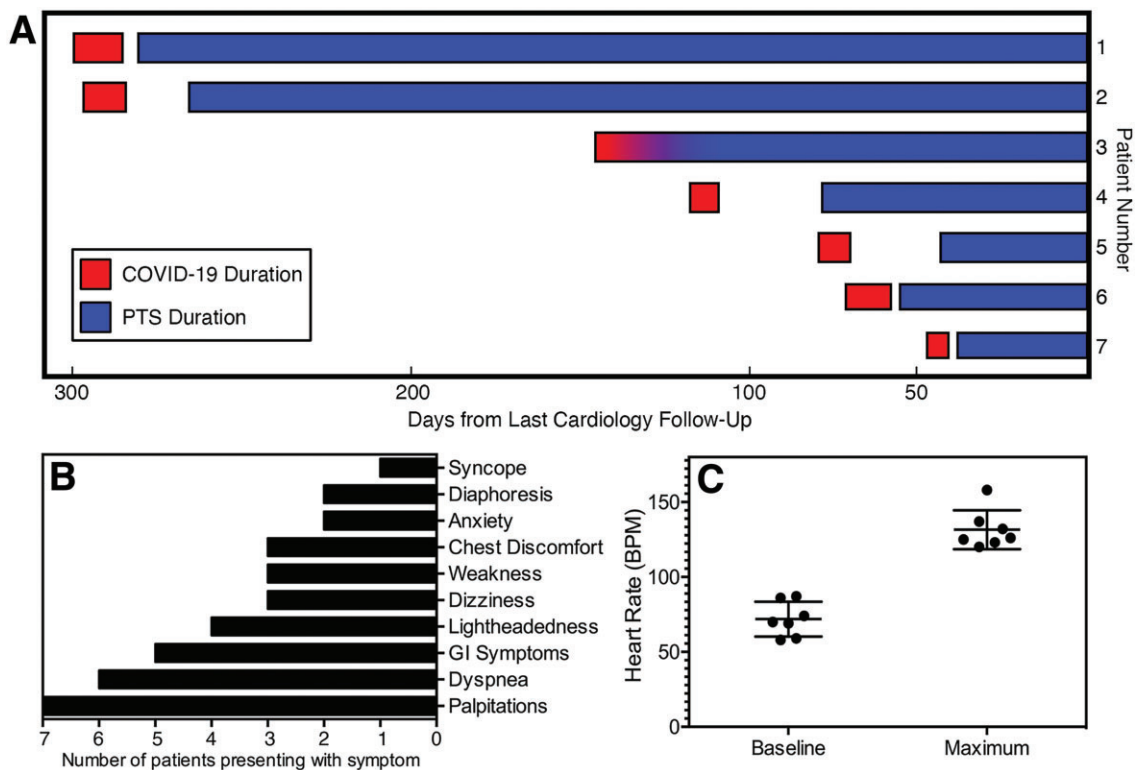 A
1
2
3
4
5
6
7
Patient Number
COVID-19 Duration
PTS Duration
300
200
100
50
Days from Last Cardiology Follow-Up
B
Syncope
Diaphoresis
Anxiety
Chest Discomfort
Weakness
Dizziness
Lightheadedness
GI Symptoms
Dyspnea
Palpitations
7 6 5 4 3 2 1 0
Number of patients presenting with symptom
C
Heart Rate (BPM)
150
100
50
0
Baseline Maximum